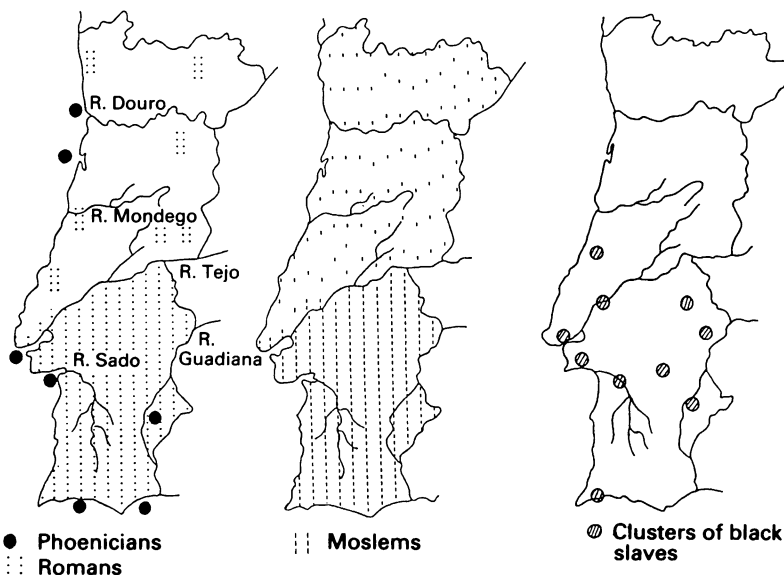 R. Douro
R. Mondego
R. Tejo
R.
Guadiana
R. Sado
Phoenicians
Romans
Moslems
Clusters of black
slaves